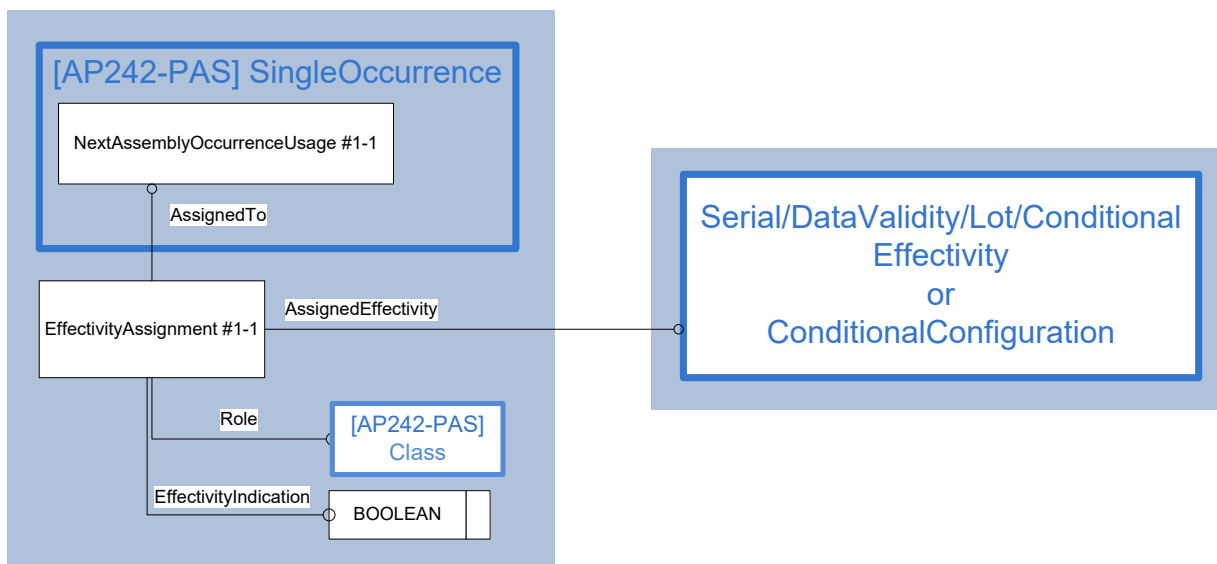 [AP242-PAS] SingleOccurrence
NextAssemblyOccurrenceUsage #1-1
AssignedTo
EffectivityAssignment #1-1
AssignedEffectivity
Serial/DataValidity/Lot/Conditional
Effectivity
or
ConditionalConfiguration
Role
[AP242-PAS]
Class
EffectivityIndication
BOOLEAN